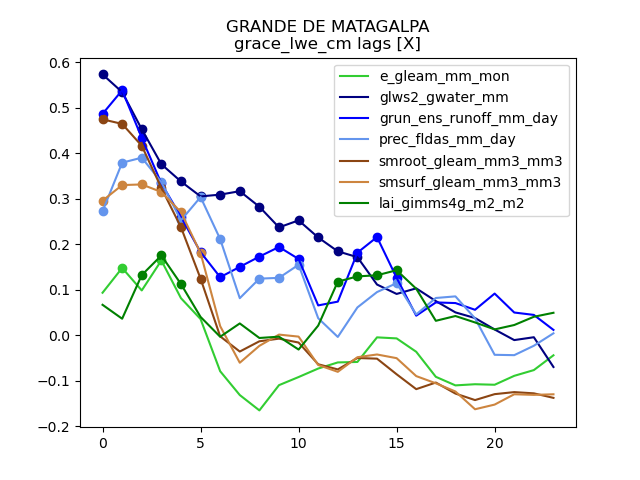 GRANDE DE MATAGALPA
grace_lwe_cm lags [X]
0.6
0.5
0.4
0.3
0.2
0.1
0.0
−0.1
−0.2
e_gleam_mm_mon
glws2_gwater_mm
grun_ens_runoff_mm_day
prec_fldas_mm_day
smroot_gleam_mm3_mm3
smsurf_gleam_mm3_mm3
lai_gimms4g_m2_m2
0 5 10 15 20